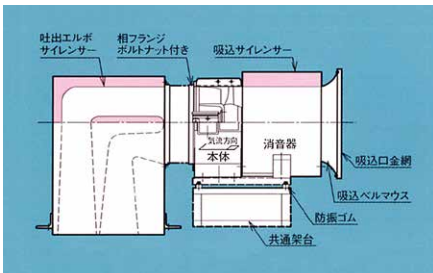 吐出エルボ
サイレンサー
相フランジ
ボルトナット付き
吸込サイレンサー
気流方向
本体
消音器
吸込口金網
吸込ベルマウス
防振ゴム
共通架台